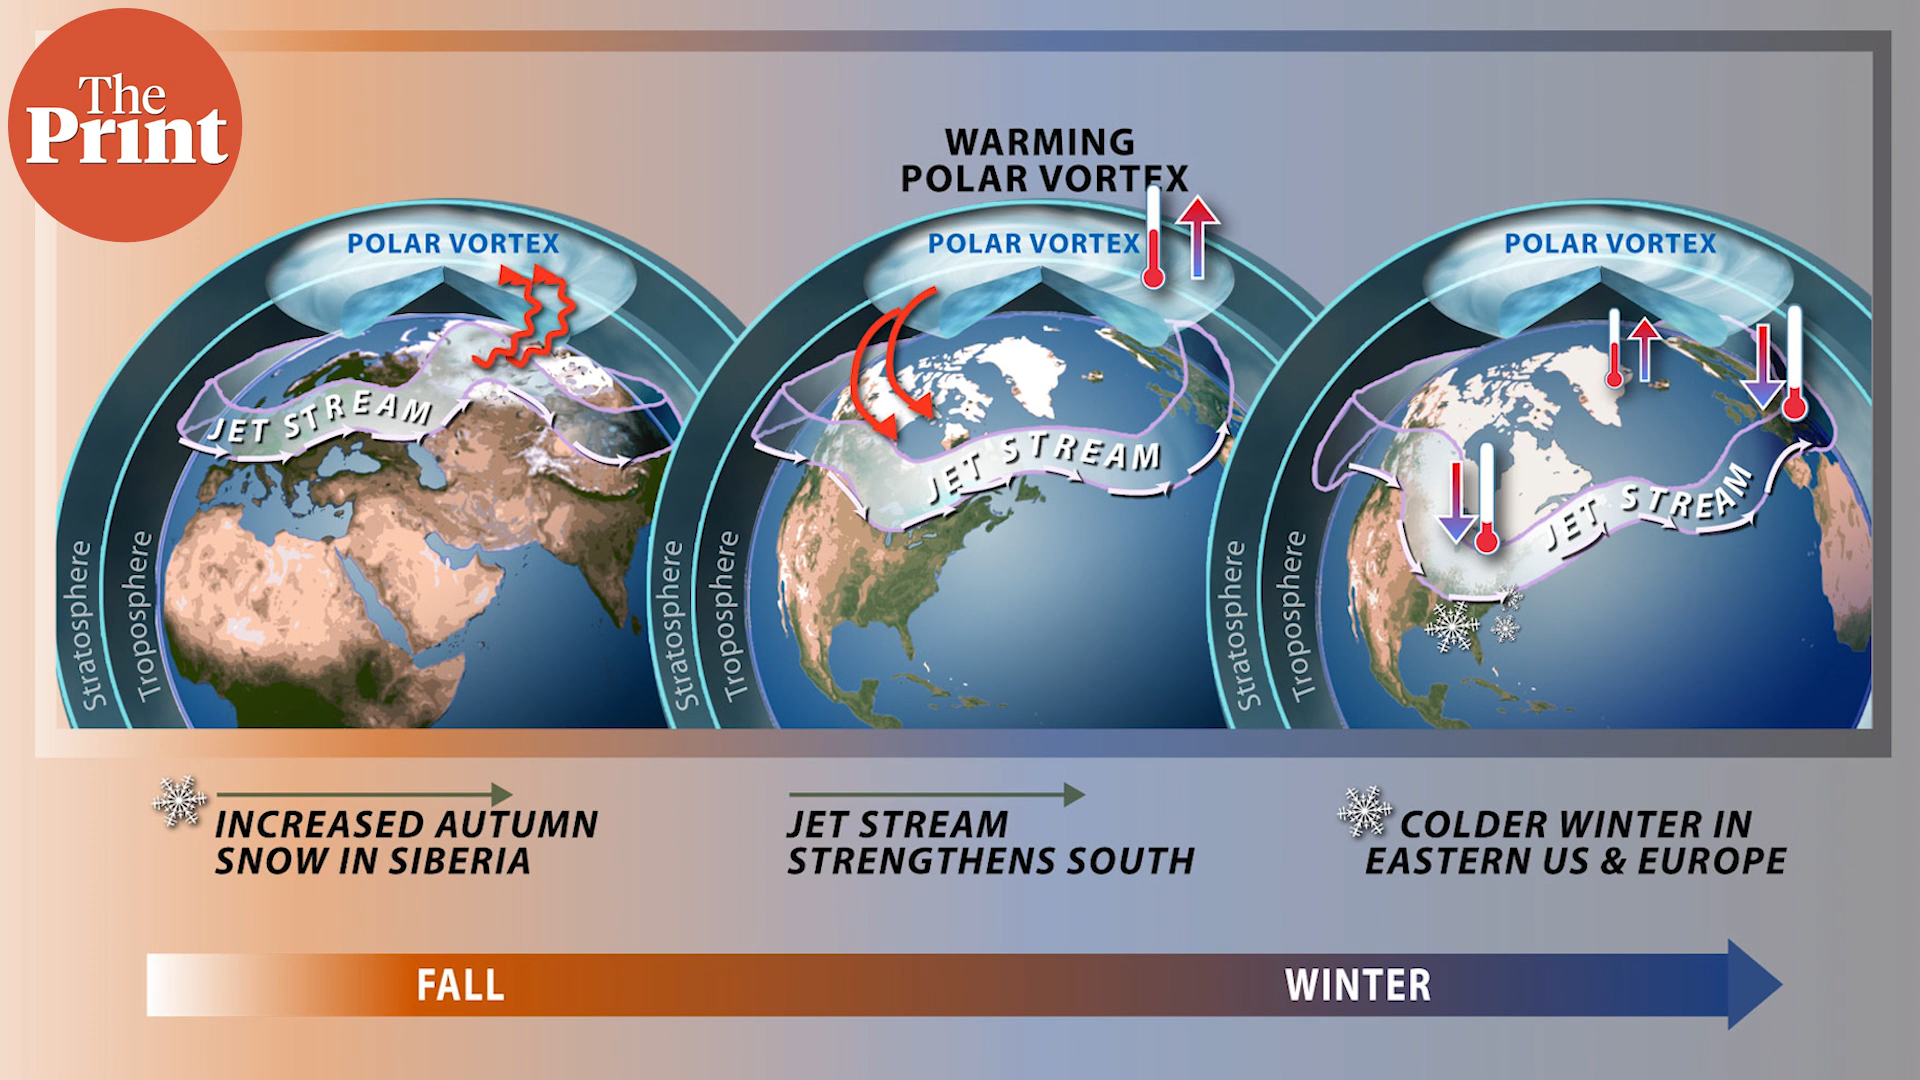 The
Print
WARMING
POLAR VORTEX
POLAR VORTEX
JET STREAM
Stratosphere
Troposphere
POLAR VORTEX
JET STREAM
Stratosphere
Troposphere
POLAR VORTEX
JET STREAM
Stratosphere
Troposphere
INCREASED AUTUMN
SNOW IN SIBERIA
JET STREAM
STRENGTHENS SOUTH
COLDER WINTER IN
EASTERN US & EUROPE
FALL
WINTER